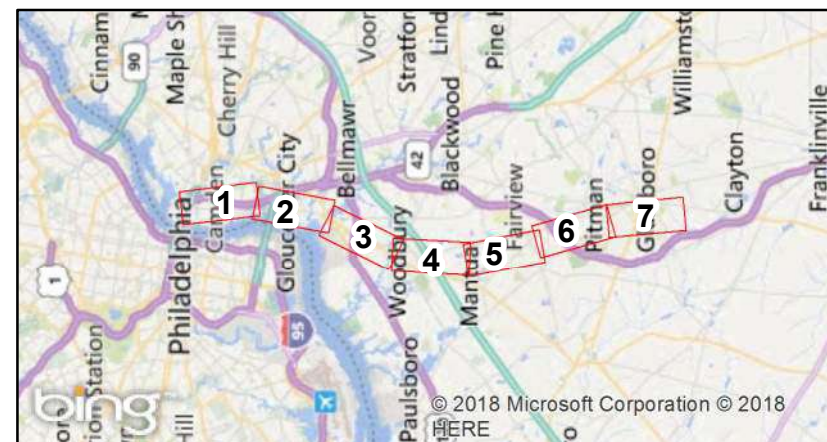 Cinnam
Maple Sh
90
Cherry Hill
Voor
Stratfor
Lind
Pine H
Williamst
Philadelphia
Camden
Gloucester City
Bellmawr
42
Blackwood
Fairview
Pitman
Clayton
Franklinville
1
2
3
4
5
6
7
1
Woodbury
Mantua
95
Station
Paulsboro
Hill
bing
© 2018 Microsoft Corporation © 2018
HERE